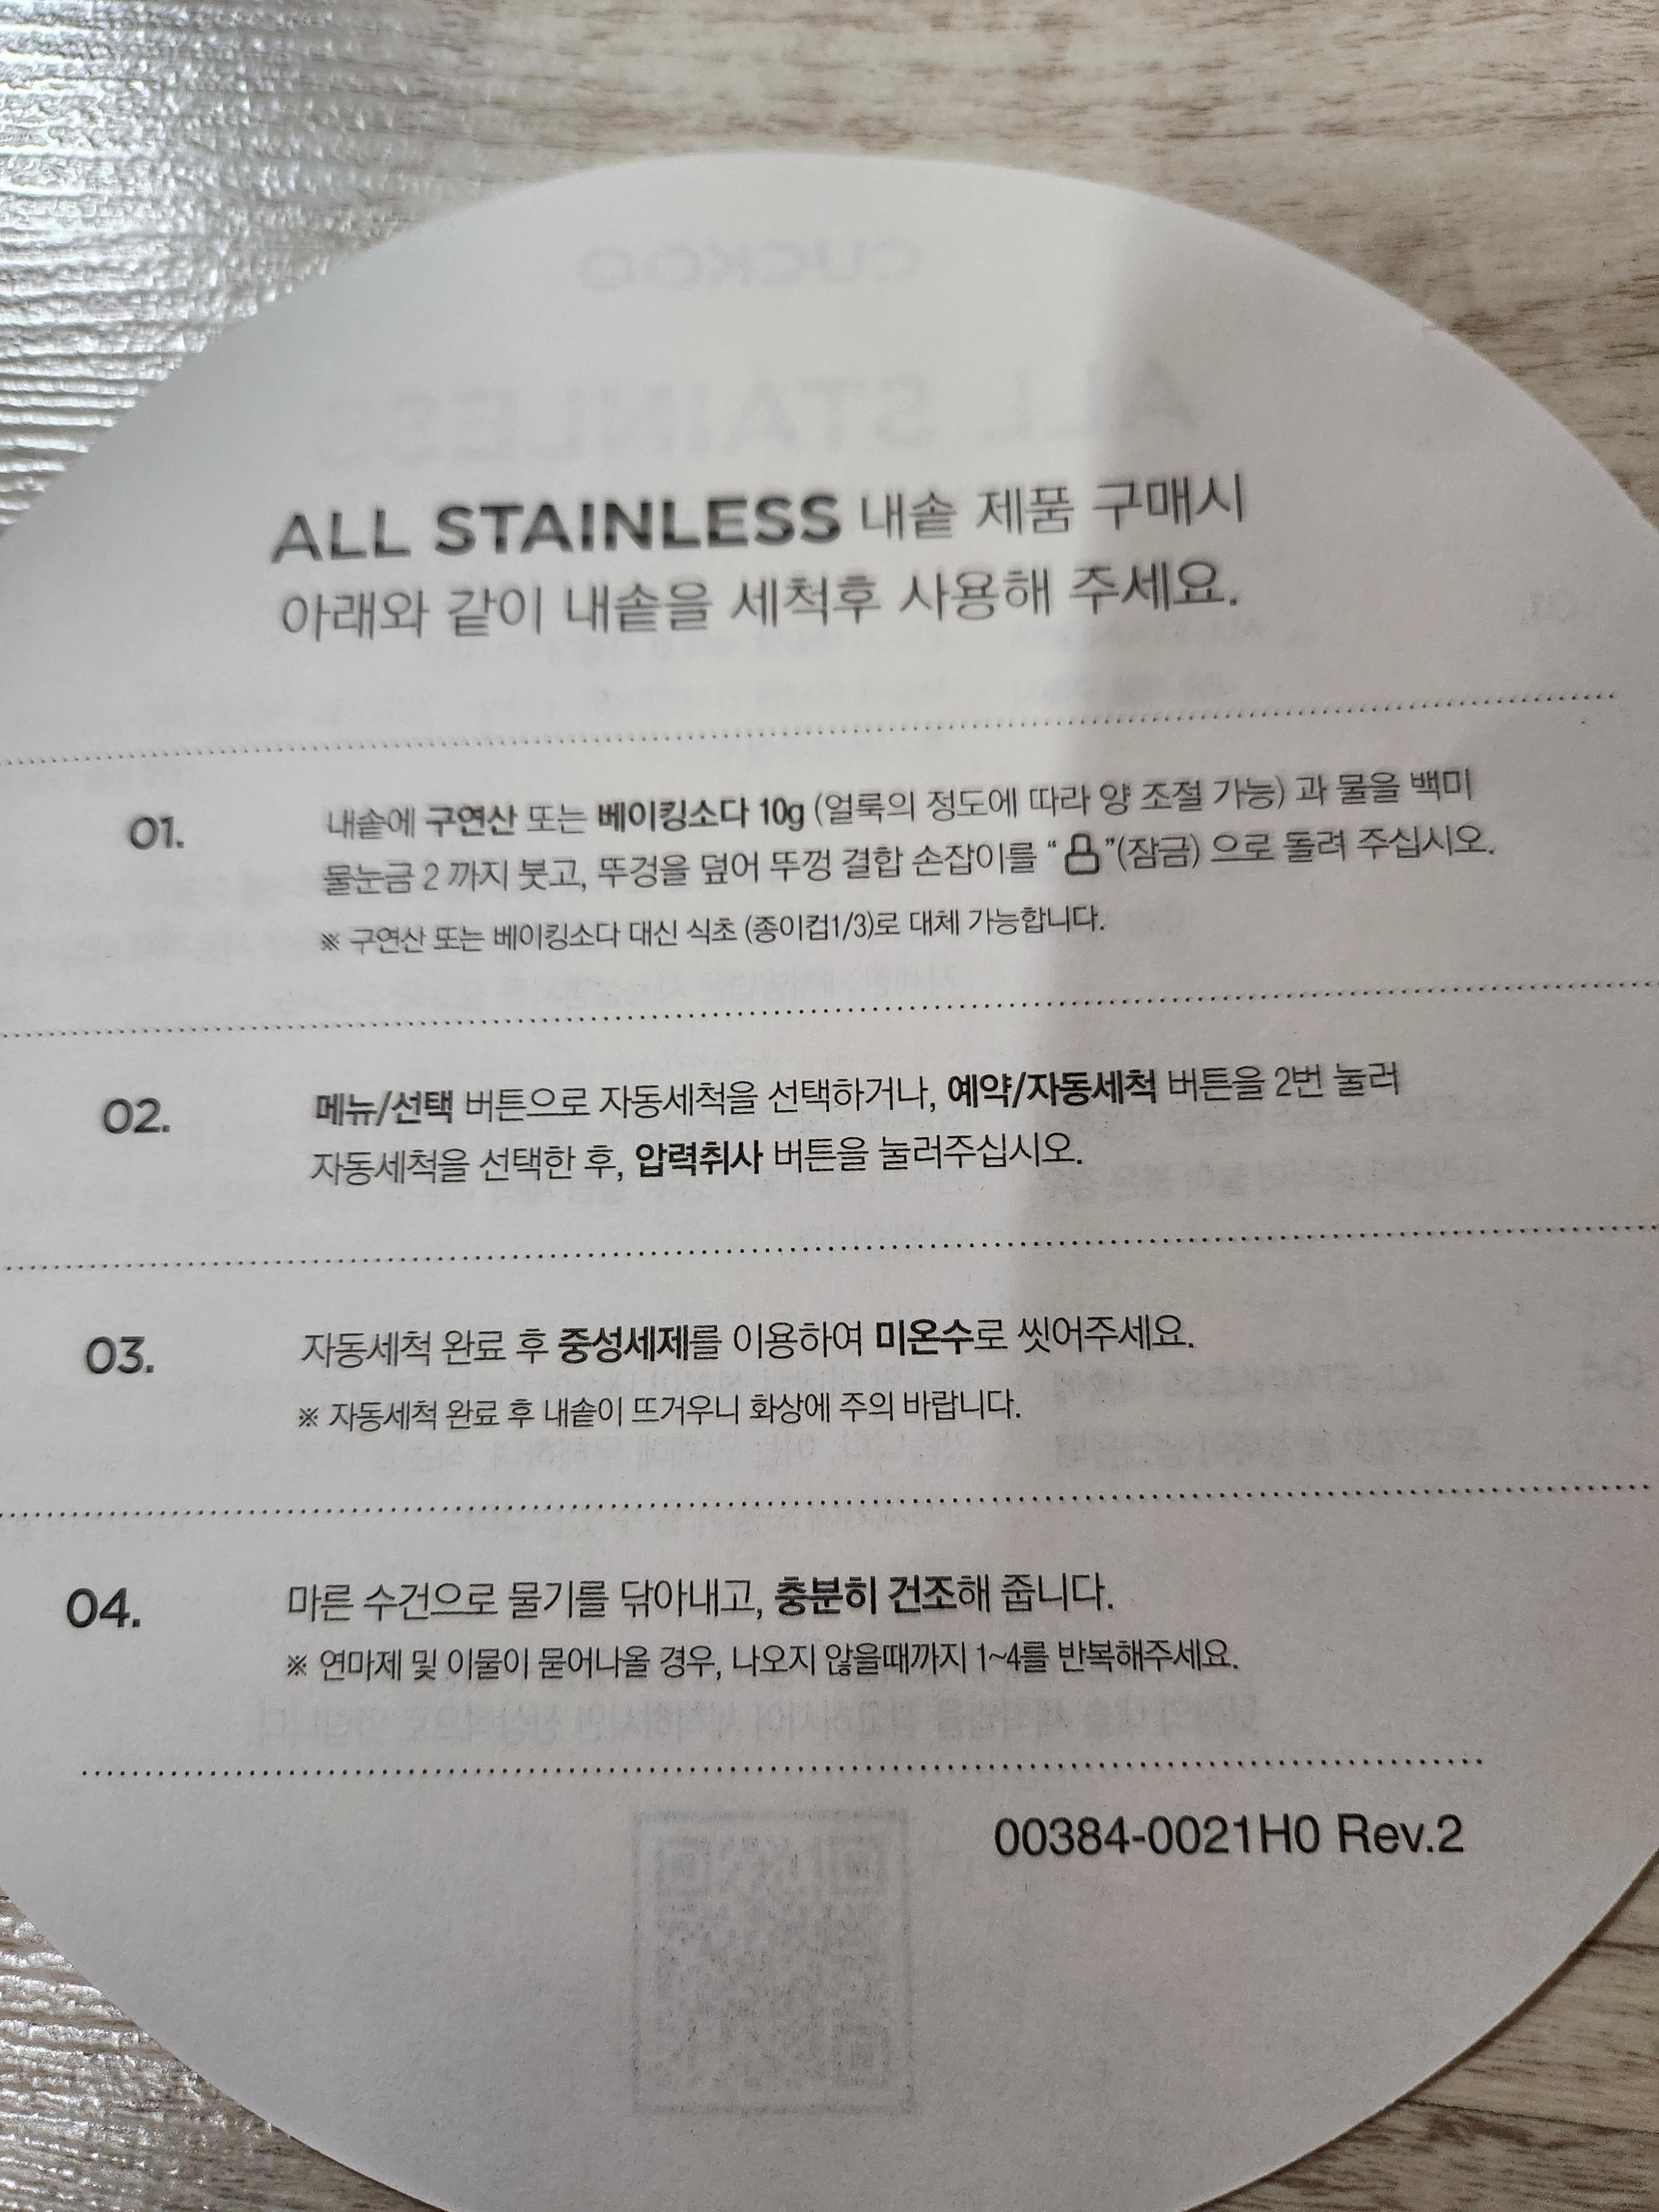 CUCKOO
ALL STAINLESS
ALL STAINLESS 내솥 제품 구매시
아래와 같이 내솥을 세척후 사용해 주세요.
01.
내솥에 구연산 또는 베이킹소다 10g (얼룩의 정도에 따라 양 조절 가능) 과 물을 백미
물눈금 2 까지 붓고, 뚜겅을 덮어 뚜껑 결합 손잡이를 “ ”(잠금) 으로 돌려 주십시오.
※ 구연산 또는 베이킹소다 대신 식초 (종이컵1/3)로 대체 가능합니다.
02.
메뉴/선택 버튼으로 자동세척을 선택하거나, 예약/자동세척 버튼을 2번 눌러
자동세척을 선택한 후, 압력취사 버튼을 눌러주십시오.
03.
자동세척 완료 후 중성세제를 이용하여 미온수로 씻어주세요.
※ 자동세척 완료 후 내솥이 뜨거우니 화상에 주의 바랍니다.
04.
마른 수건으로 물기를 닦아내고, 충분히 건조해 줍니다.
※ 연마제 및 이물이 묻어나올 경우, 나오지 않을때까지 1~4를 반복해주세요.
00384-0021H0 Rev.2